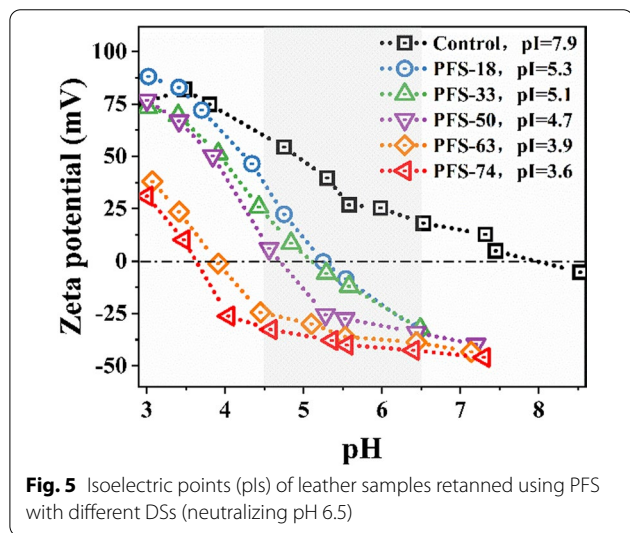 100
75
50
25
0
-25
-50
Zeta potential (mV)
Control, pI=7.9
PFS-18, pI=5.3
PFS-33, pI=5.1
PFS-50, pI=4.7
PFS-63, pI=3.9
PFS-74, pI=3.6
3 4 5 6 7 8
pH
Fig. 5 Isoelectric points (pIs) of leather samples retanned using PFS
with different DSs (neutralizing pH 6.5)